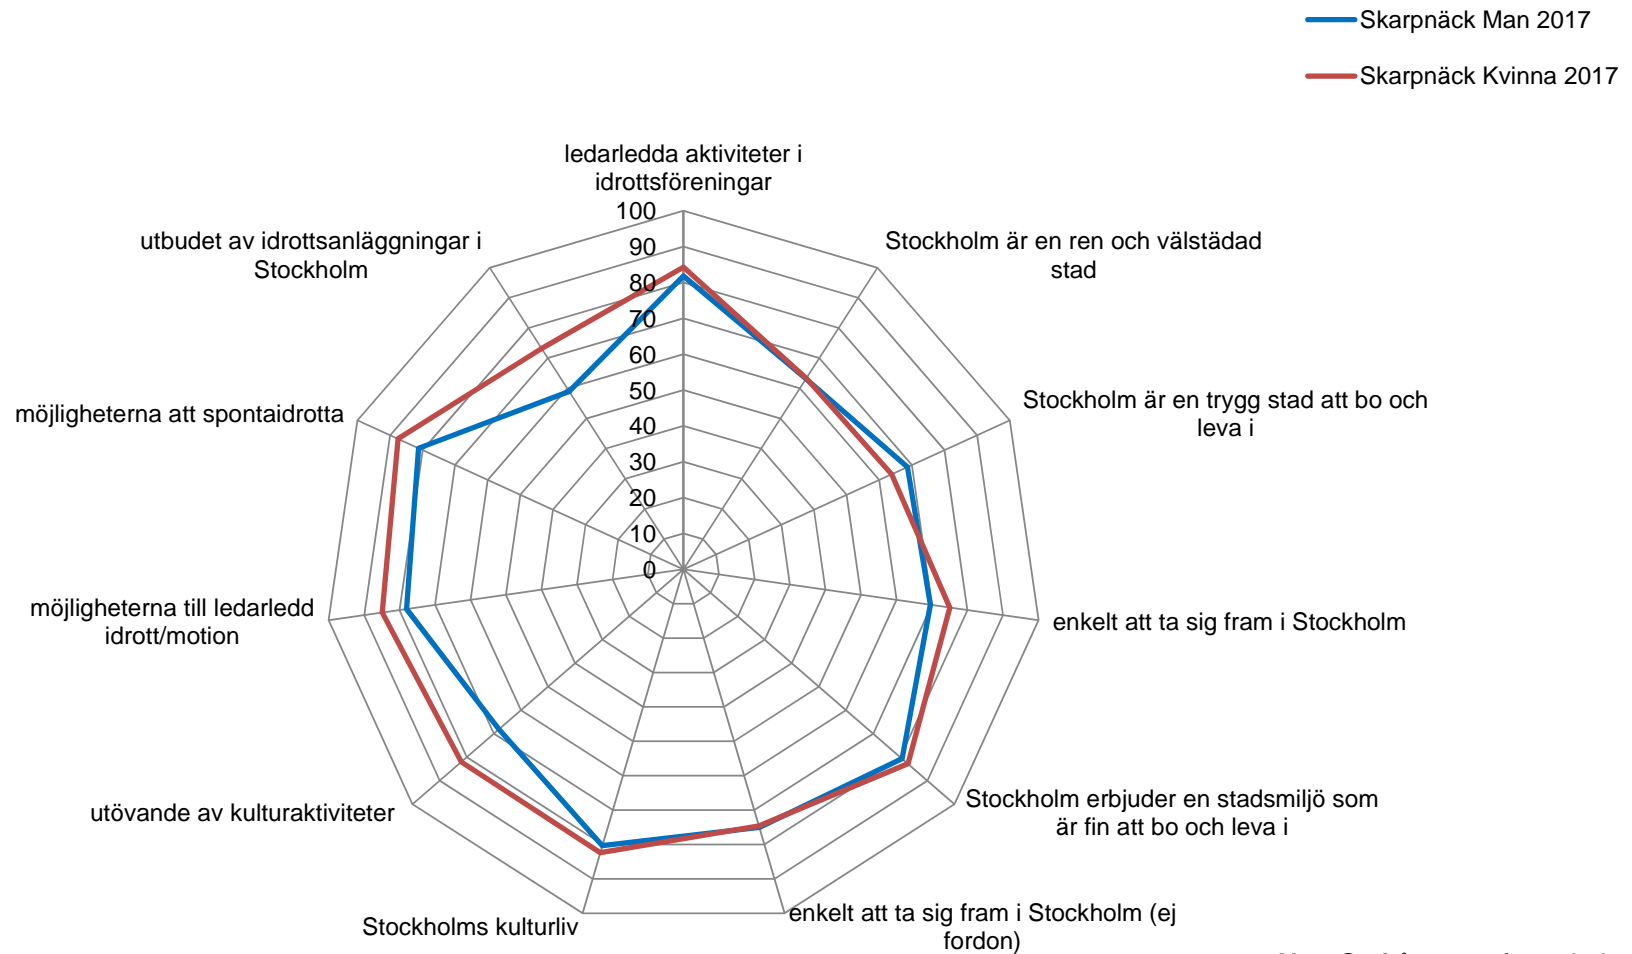 Skarpnäck Man 2017
Skarpnäck Kvinna 2017
ledarledda aktiviteter i
idrottsföreningar
utbudet av idrottsanläggningar i
Stockholm
Stockholm är en ren och välstädad
stad
100
90
80
70
60
50
40
30
20
10
0
möjligheterna att spontaidrotta
Stockholm är en trygg stad att bo och
leva i
möjligheterna till ledarledd
idrott/motion
enkelt att ta sig fram i Stockholm
utövande av kulturaktiviteter
Stockholm erbjuder en stadsmiljö som
är fin att bo och leva i
Stockholms kulturliv
enkelt att ta sig fram i Stockholm (ej
fordon)